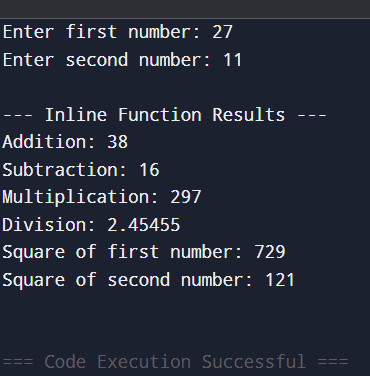 Enter first number: 27
Enter second number: 11
--- Inline Function Results ---
Addition: 38
Subtraction: 16
Multiplication: 297
Division: 2.45455
Square of first number: 729
Square of second number: 121
=== Code Execution Successful ===